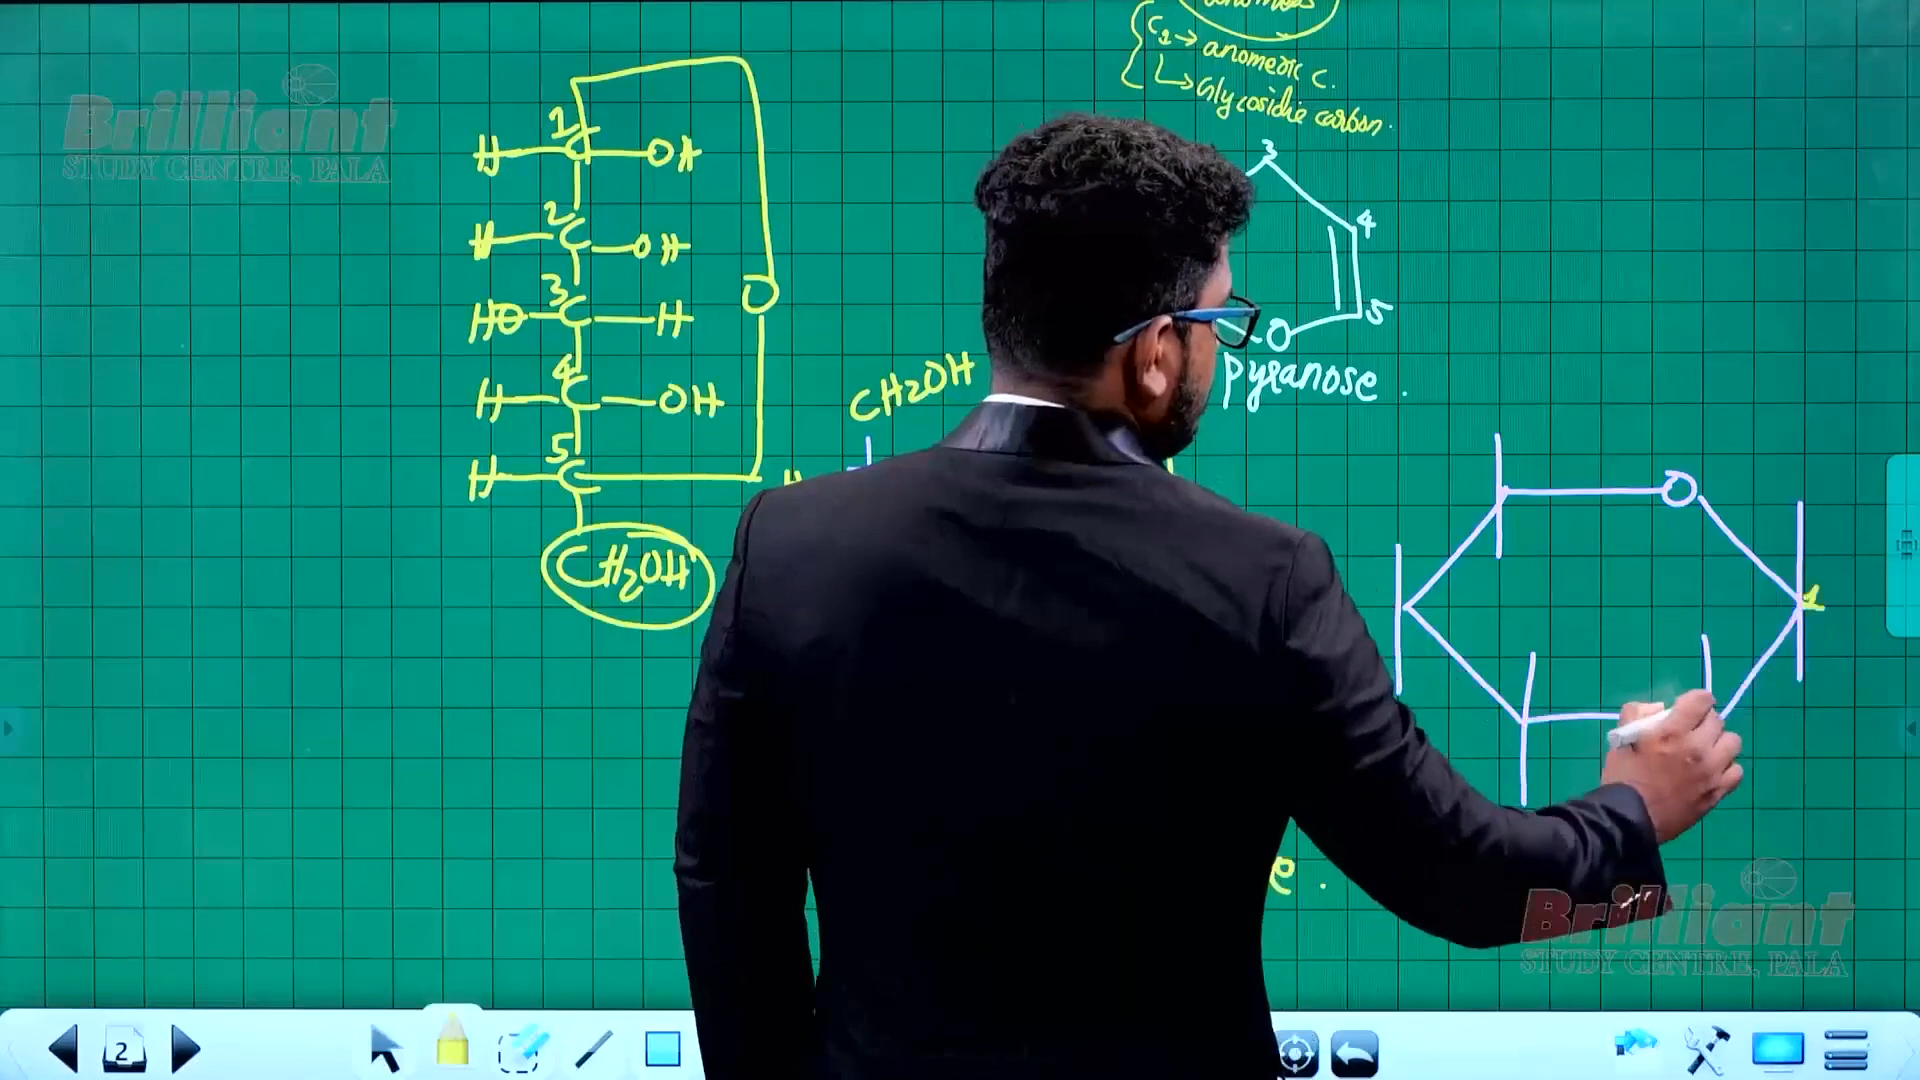 C1 → anomeric C.
↳ Glycosidic carbon.
Brilliant
STUDY CENTRE, PALA
1
H C OH
2
H C OH
3
HO C H
4
H C OH
5
H C
O
CH2OH
3
4
5
O
Pyranose.
CH2OH
H
O
1
e.
Brilliant
STUDY CENTRE, PALA
2